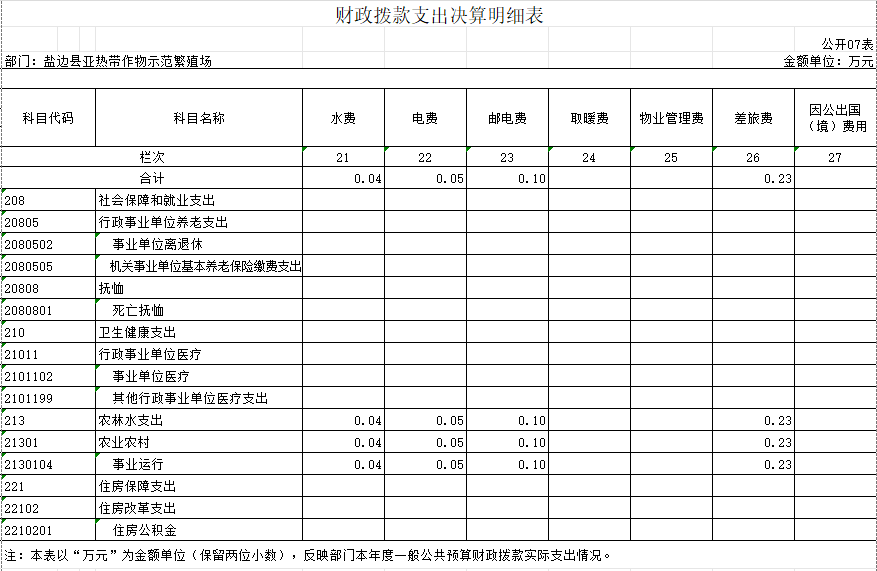 财政拨款支出决算明细表
公开07表
部门：盐边县亚热带作物示范繁殖场 金额单位：万元
科目代码 科目名称 水费 电费 邮电费 取暖费 物业管理费 差旅费 因公出国（境）费用
栏次 21 22 23 24 25 26 27
合计 0.04 0.05 0.10 0.23
208 社会保障和就业支出
20805 行政事业单位养老支出
2080502 事业单位离退休
2080505 机关事业单位基本养老保险缴费支出
20808 抚恤
2080801 死亡抚恤
210 卫生健康支出
21011 行政事业单位医疗
2101102 事业单位医疗
2101199 其他行政事业单位医疗支出
213 农林水支出 0.04 0.05 0.10 0.23
21301 农业农村 0.04 0.05 0.10 0.23
2130104 事业运行 0.04 0.05 0.10 0.23
221 住房保障支出
22102 住房改革支出
2210201 住房公积金
注：本表以“万元”为金额单位（保留两位小数），反映部门本年度一般公共预算财政拨款实际支出情况。